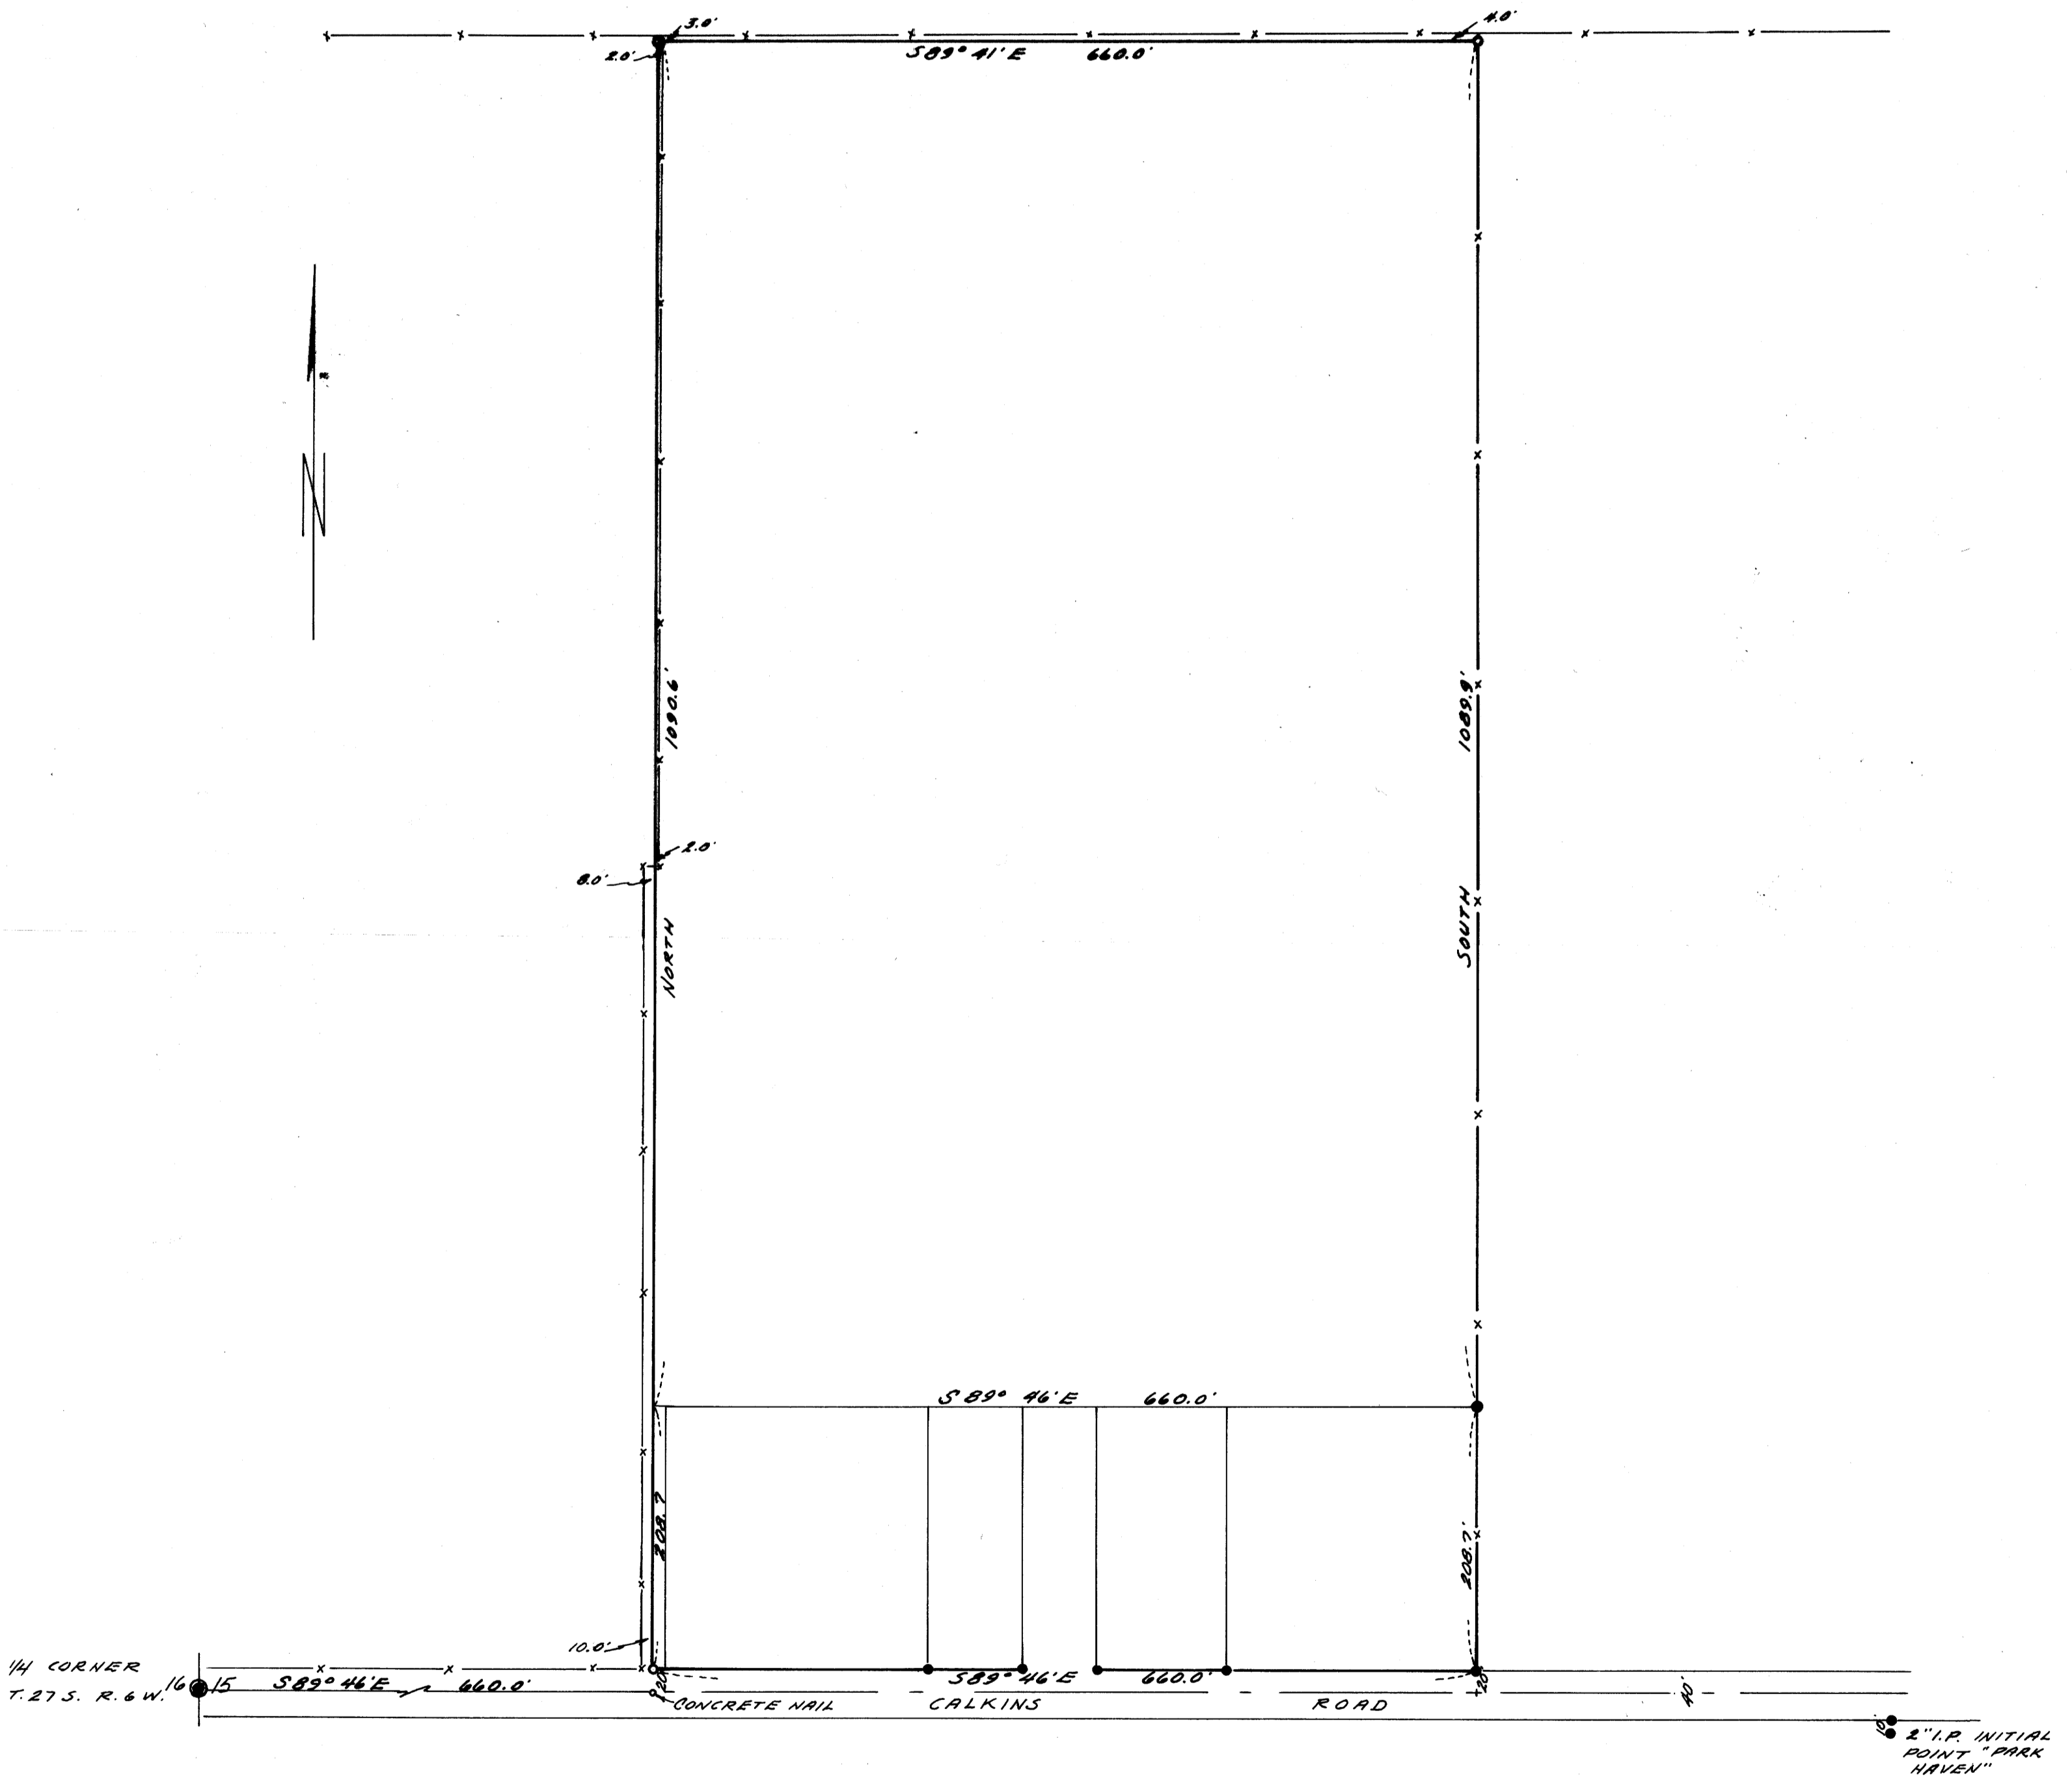 3.0'
4.0'
2.0'
S 89° 41' E 660.0'
N
1090.6'
1089.9'
2.0'
8.0'
NORTH
SOUTH
S 89° 46' E 660.0'
208.7
208.7'
10.0'
1/4 CORNER
T. 27 S. R. 6 W.
16 15
S 89° 46' E 660.0'
S 89° 46' E 660.0'
20'
20'
40'
CONCRETE NAIL
CALKINS ROAD
10'
2" I.P. INITIAL
POINT "PARK
HAVEN"